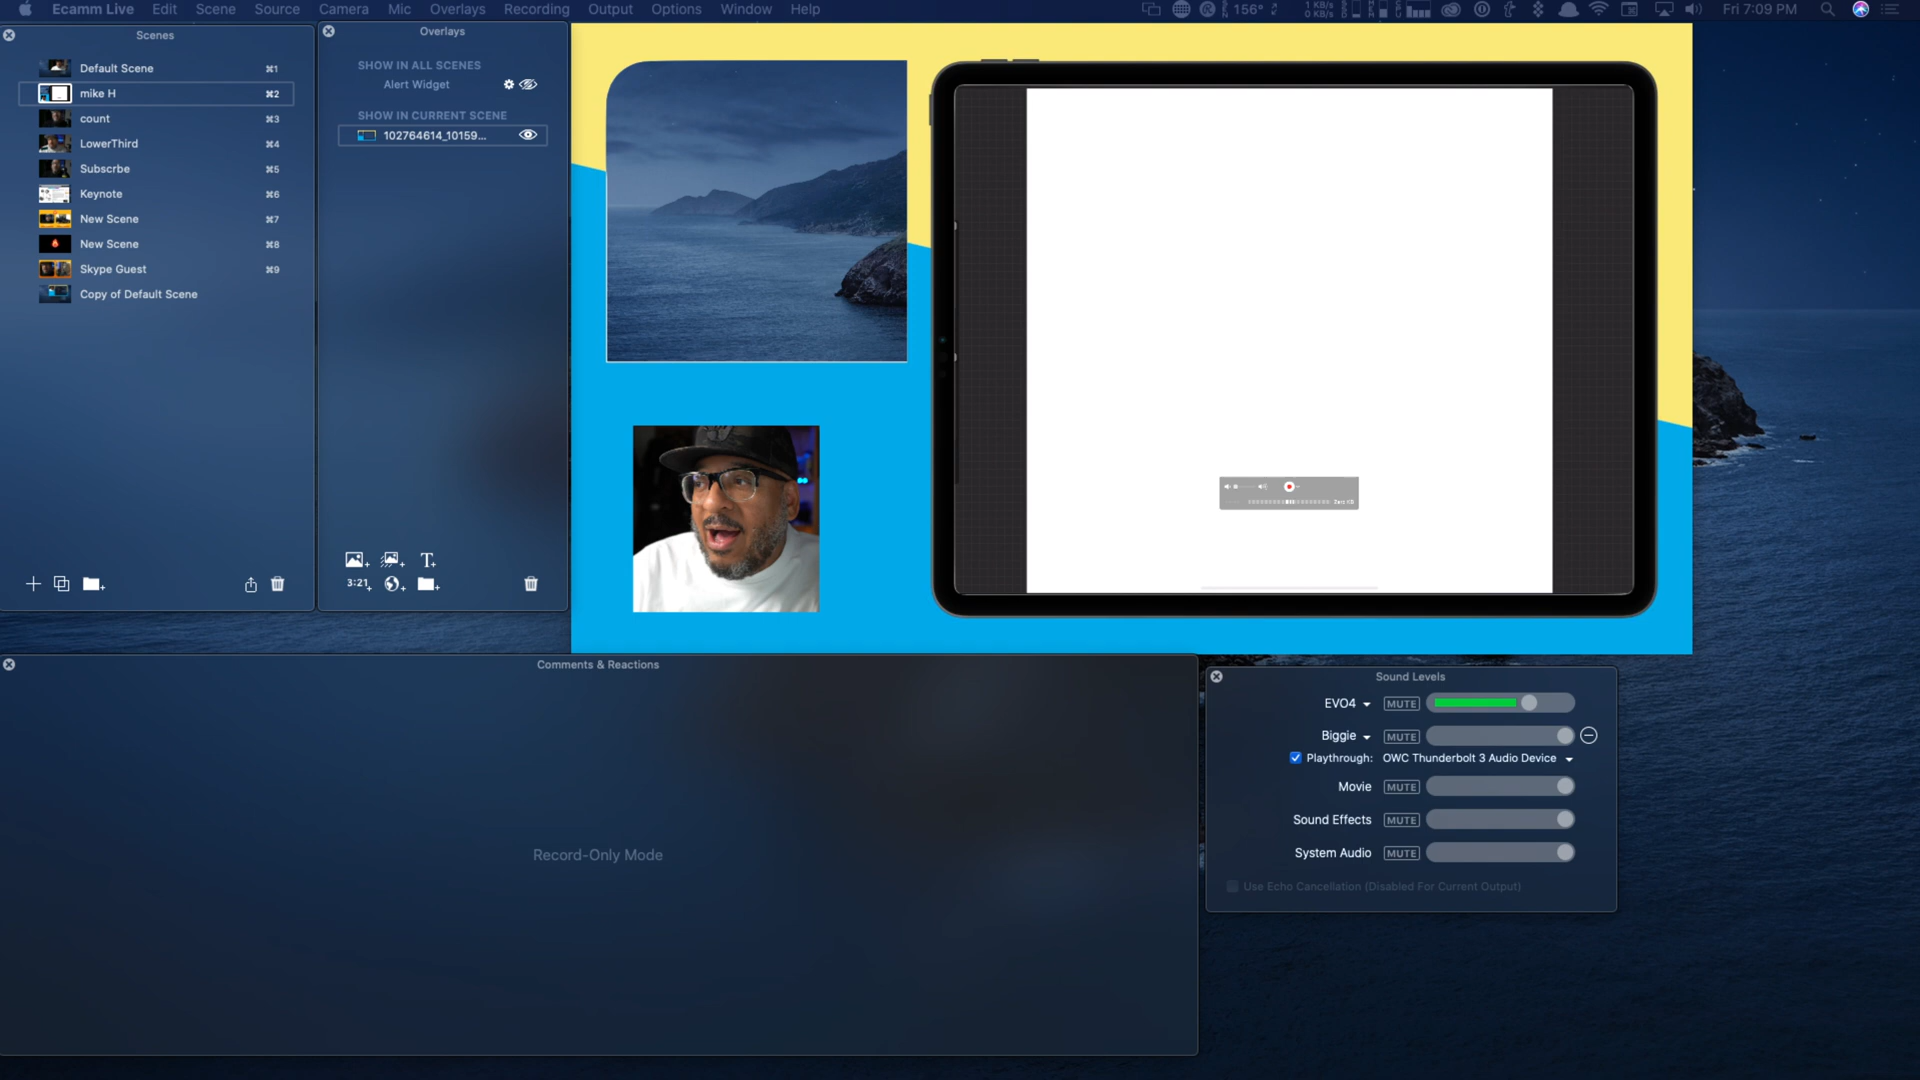 Ecamm Live Edit Scene Source Camera Mic Overlays Recording Output Options Window Help
156° 1 KB/s 0 KB/s Fri 7:09 PM
Scenes
Default Scene ⌘1
mike H ⌘2
count ⌘3
LowerThird ⌘4
Subscrbe ⌘5
Keynote ⌘6
New Scene ⌘7
New Scene ⌘8
Skype Guest ⌘9
Copy of Default Scene
Overlays
SHOW IN ALL SCENES
Alert Widget
SHOW IN CURRENT SCENE
102764614_10159...
T+
3:21+
Comments & Reactions
Record-Only Mode
Sound Levels
EVO4 MUTE
Biggie MUTE
Playthrough: OWC Thunderbolt 3 Audio Device
Movie MUTE
Sound Effects MUTE
System Audio MUTE
Use Echo Cancellation (Disabled For Current Output)